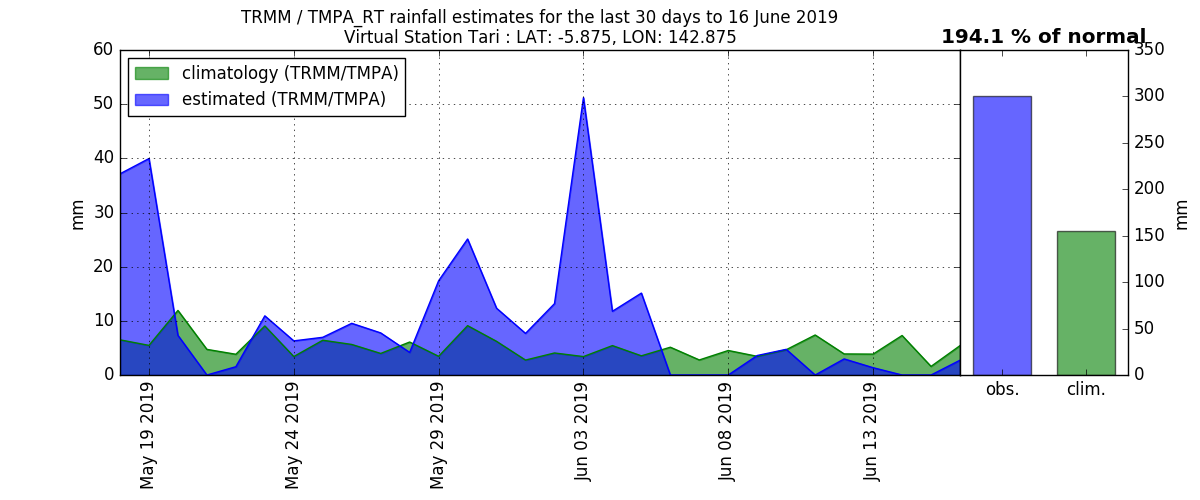 TRMM / TMPA_RT rainfall estimates for the last 30 days to 16 June 2019
Virtual Station Tari : LAT: -5.875, LON: 142.875
194.1 % of normal
climatology (TRMM/TMPA)
estimated (TRMM/TMPA)
60
50
40
30
20
10
0
mm
May 19 2019
May 24 2019
May 29 2019
Jun 03 2019
Jun 08 2019
Jun 13 2019
350
300
250
200
150
100
50
0
mm
obs.
clim.